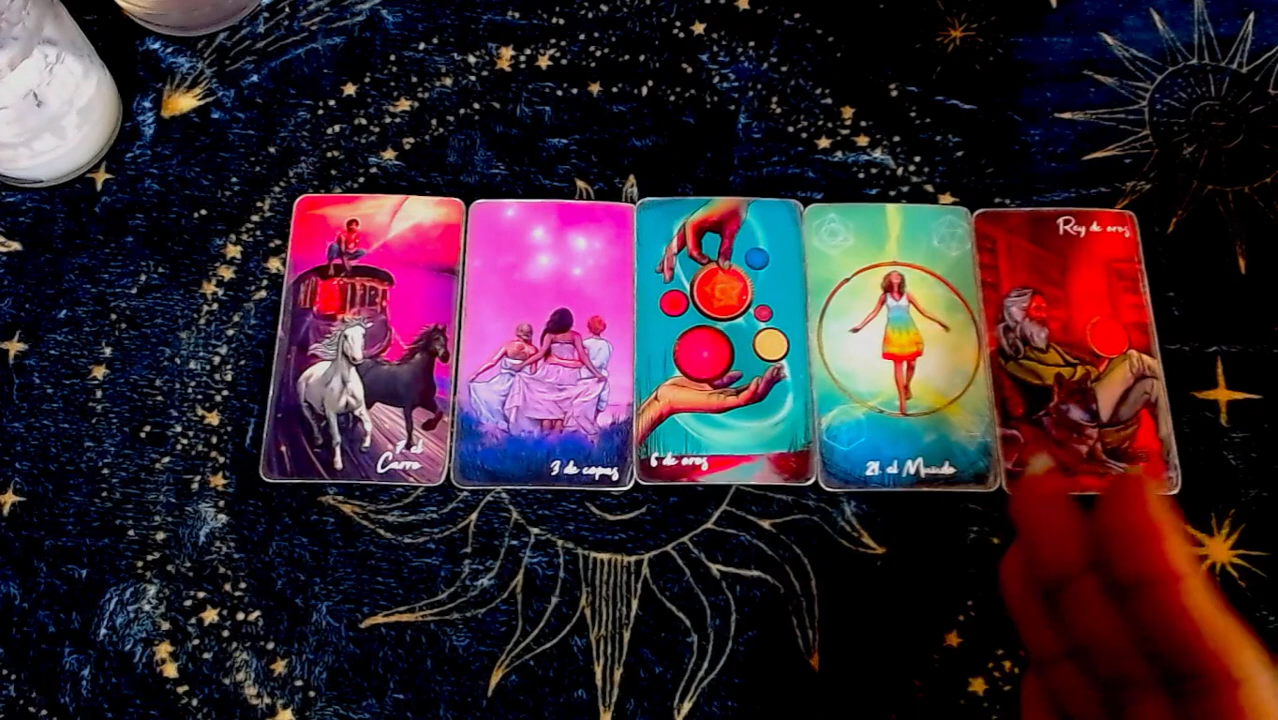 7. el
Carro
3 de copas
6 de oros
21. el Mundo
Rey de oros